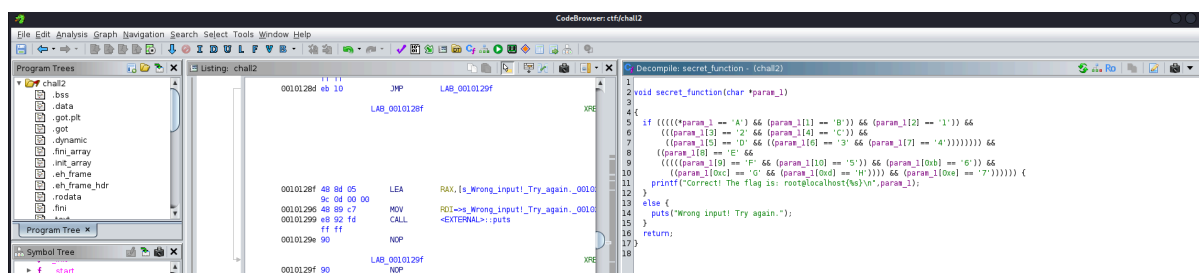 CodeBrowser: ctf:/chall2
File Edit Analysis Graph Navigation Search Select Tools Window Help
I D U L F V B
Program Trees
chall2
.bss
.data
.got.plt
.got
.dynamic
.fini_array
.init_array
.eh_frame
.eh_frame_hdr
.rodata
.fini
.text
Program Tree ×
Symbol Tree
f _start
Listing: chall2
ff ff
0010128d eb 10 JMP LAB_0010129f
LAB_0010128f XRE
0010128f 48 8d 05 LEA RAX,[s_Wrong_input!_Try_again._0010
9c 0d 00 00
00101296 48 89 c7 MOV RDI=>s_Wrong_input!_Try_again._0010
00101299 e8 92 fd CALL <EXTERNAL>::puts
ff ff
0010129e 90 NOP
LAB_0010129f XRE
0010129f 90 NOP
Decompile: secret_function - (chall2)
Ro
1
2 void secret_function(char *param_1)
3
4 {
5 if (((((*param_1 == 'A') && (param_1[1] == 'B')) && (param_1[2] == '1')) &&
6 (((param_1[3] == '2' && (param_1[4] == 'C')) &&
7 ((param_1[5] == 'D' && ((param_1[6] == '3' && (param_1[7] == '4')))))))) &&
8 ((param_1[8] == 'E' &&
9 (((((param_1[9] == 'F' && (param_1[10] == '5')) && (param_1[0xb] == '6')) &&
10 ((param_1[0xc] == 'G' && (param_1[0xd] == 'H')))) && (param_1[0xe] == '7')))))) {
11 printf("Correct! The flag is: root@localhost{%s}\n",param_1);
12 }
13 else {
14 puts("Wrong input! Try again.");
15 }
16 return;
17 }
18